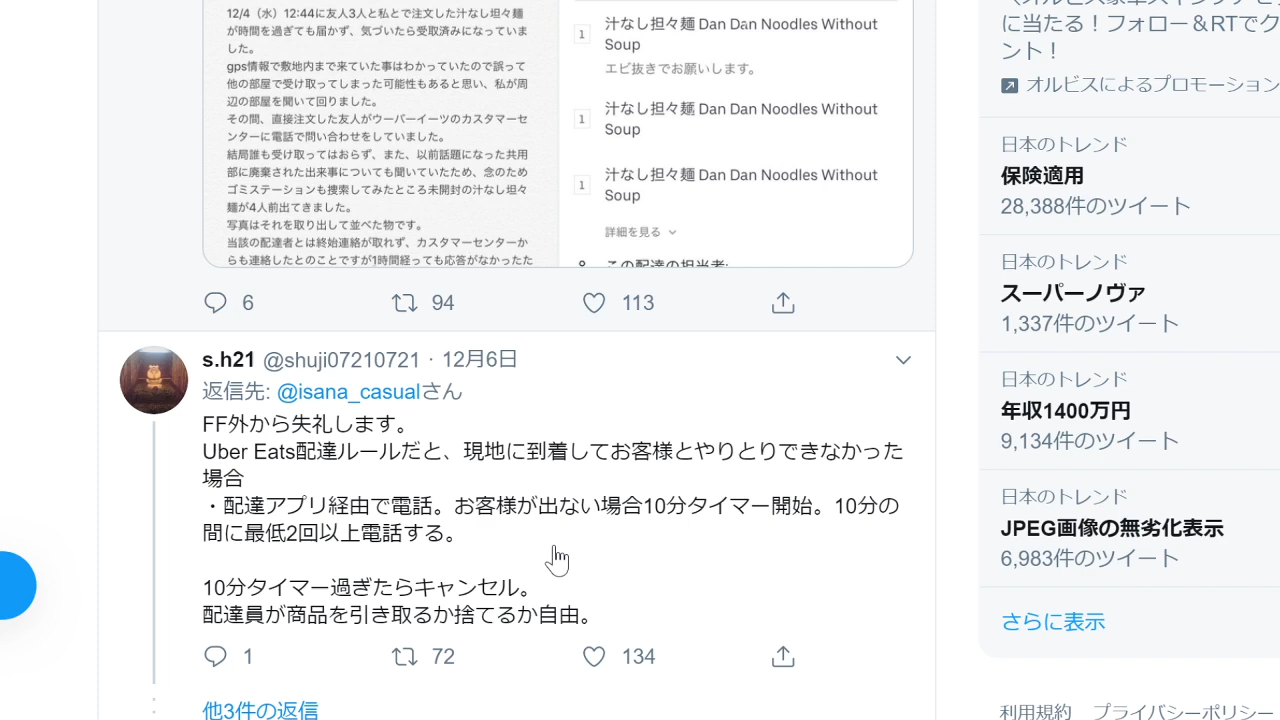 12/4（水）12:44に友人3人と私とで注文した汁なし坦々麺
が時間を過ぎても届かず、気づいたら受取済みになっていま
した。
gps情報で敷地内まで来ていた事はわかっていたので誤って
他の部屋で受け取ってしまった可能性もあると思い、私が周
辺の部屋を聞いて回りました。
その間、直接注文した友人がウーバーイーツのカスタマーセ
ンターに電話で問い合わせをしていました。
結局誰も受け取ってはおらず、また、以前話題になった共用
部に廃棄された出来事についても聞いていたため、念のため
ゴミステーションも捜索してみたところ未開封の汁なし坦々
麺が4人前出てきました。
写真はそれを取り出して並べた物です。
当該の配達者とは終始連絡が取れず、カスタマーセンターか
らも連絡したとのことですが1時間経っても応答がなかったた
1 汁なし担々麺 Dan Dan Noodles Without
Soup
エビ抜きでお願いします。
1 汁なし担々麺 Dan Dan Noodles Without
Soup
1 汁なし担々麺 Dan Dan Noodles Without
Soup
詳細を見る
この配達の担当者:
6 94 113
s.h21 @shuji07210721 · 12月6日
返信先: @isana_casualさん
FF外から失礼します。
Uber Eats配達ルールだと、現地に到着してお客様とやりとりできなかった
場合
・配達アプリ経由で電話。お客様が出ない場合10分タイマー開始。10分の
間に最低2回以上電話する。
10分タイマー過ぎたらキャンセル。
配達員が商品を引き取るか捨てるか自由。
1 72 134
他3件の返信
に当たる！フォロー＆RTでク
ント！
オルビスによるプロモーション
日本のトレンド
保険適用
28,388件のツイート
日本のトレンド
スーパーノヴァ
1,337件のツイート
日本のトレンド
年収1400万円
9,134件のツイート
日本のトレンド
JPEG画像の無劣化表示
6,983件のツイート
さらに表示
利用規約 プライバシーポリシー